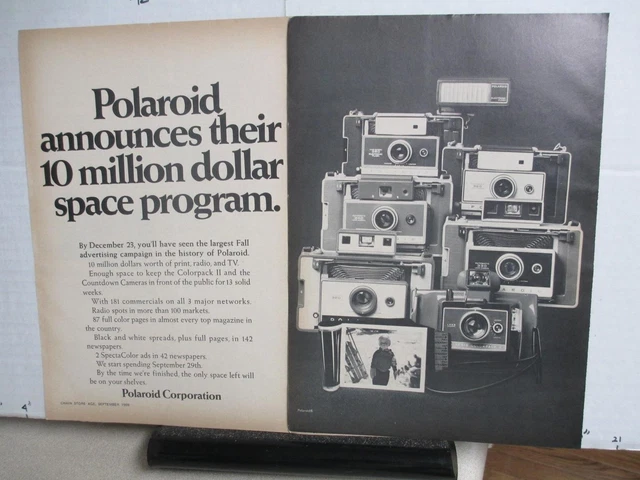 Polaroid
announces their
10 million dollar
space program.
By December 23, you'll have seen the largest Fall
advertising campaign in the history of Polaroid.
10 million dollars worth of print, radio, and TV.
Enough space to keep the Colorpack II and the
Countdown Cameras in front of the public for 13 solid
weeks.
With 181 commercials on all 3 major networks.
Radio spots in more than 100 markets.
87 full color pages in almost every top magazine in
the country.
Black and white spreads, plus full pages, in 142
newspapers.
2 SpectaColor ads in 42 newspapers.
We start spending September 29th.
By the time we're finished, the only space left will
be on your shelves.
Polaroid Corporation
21